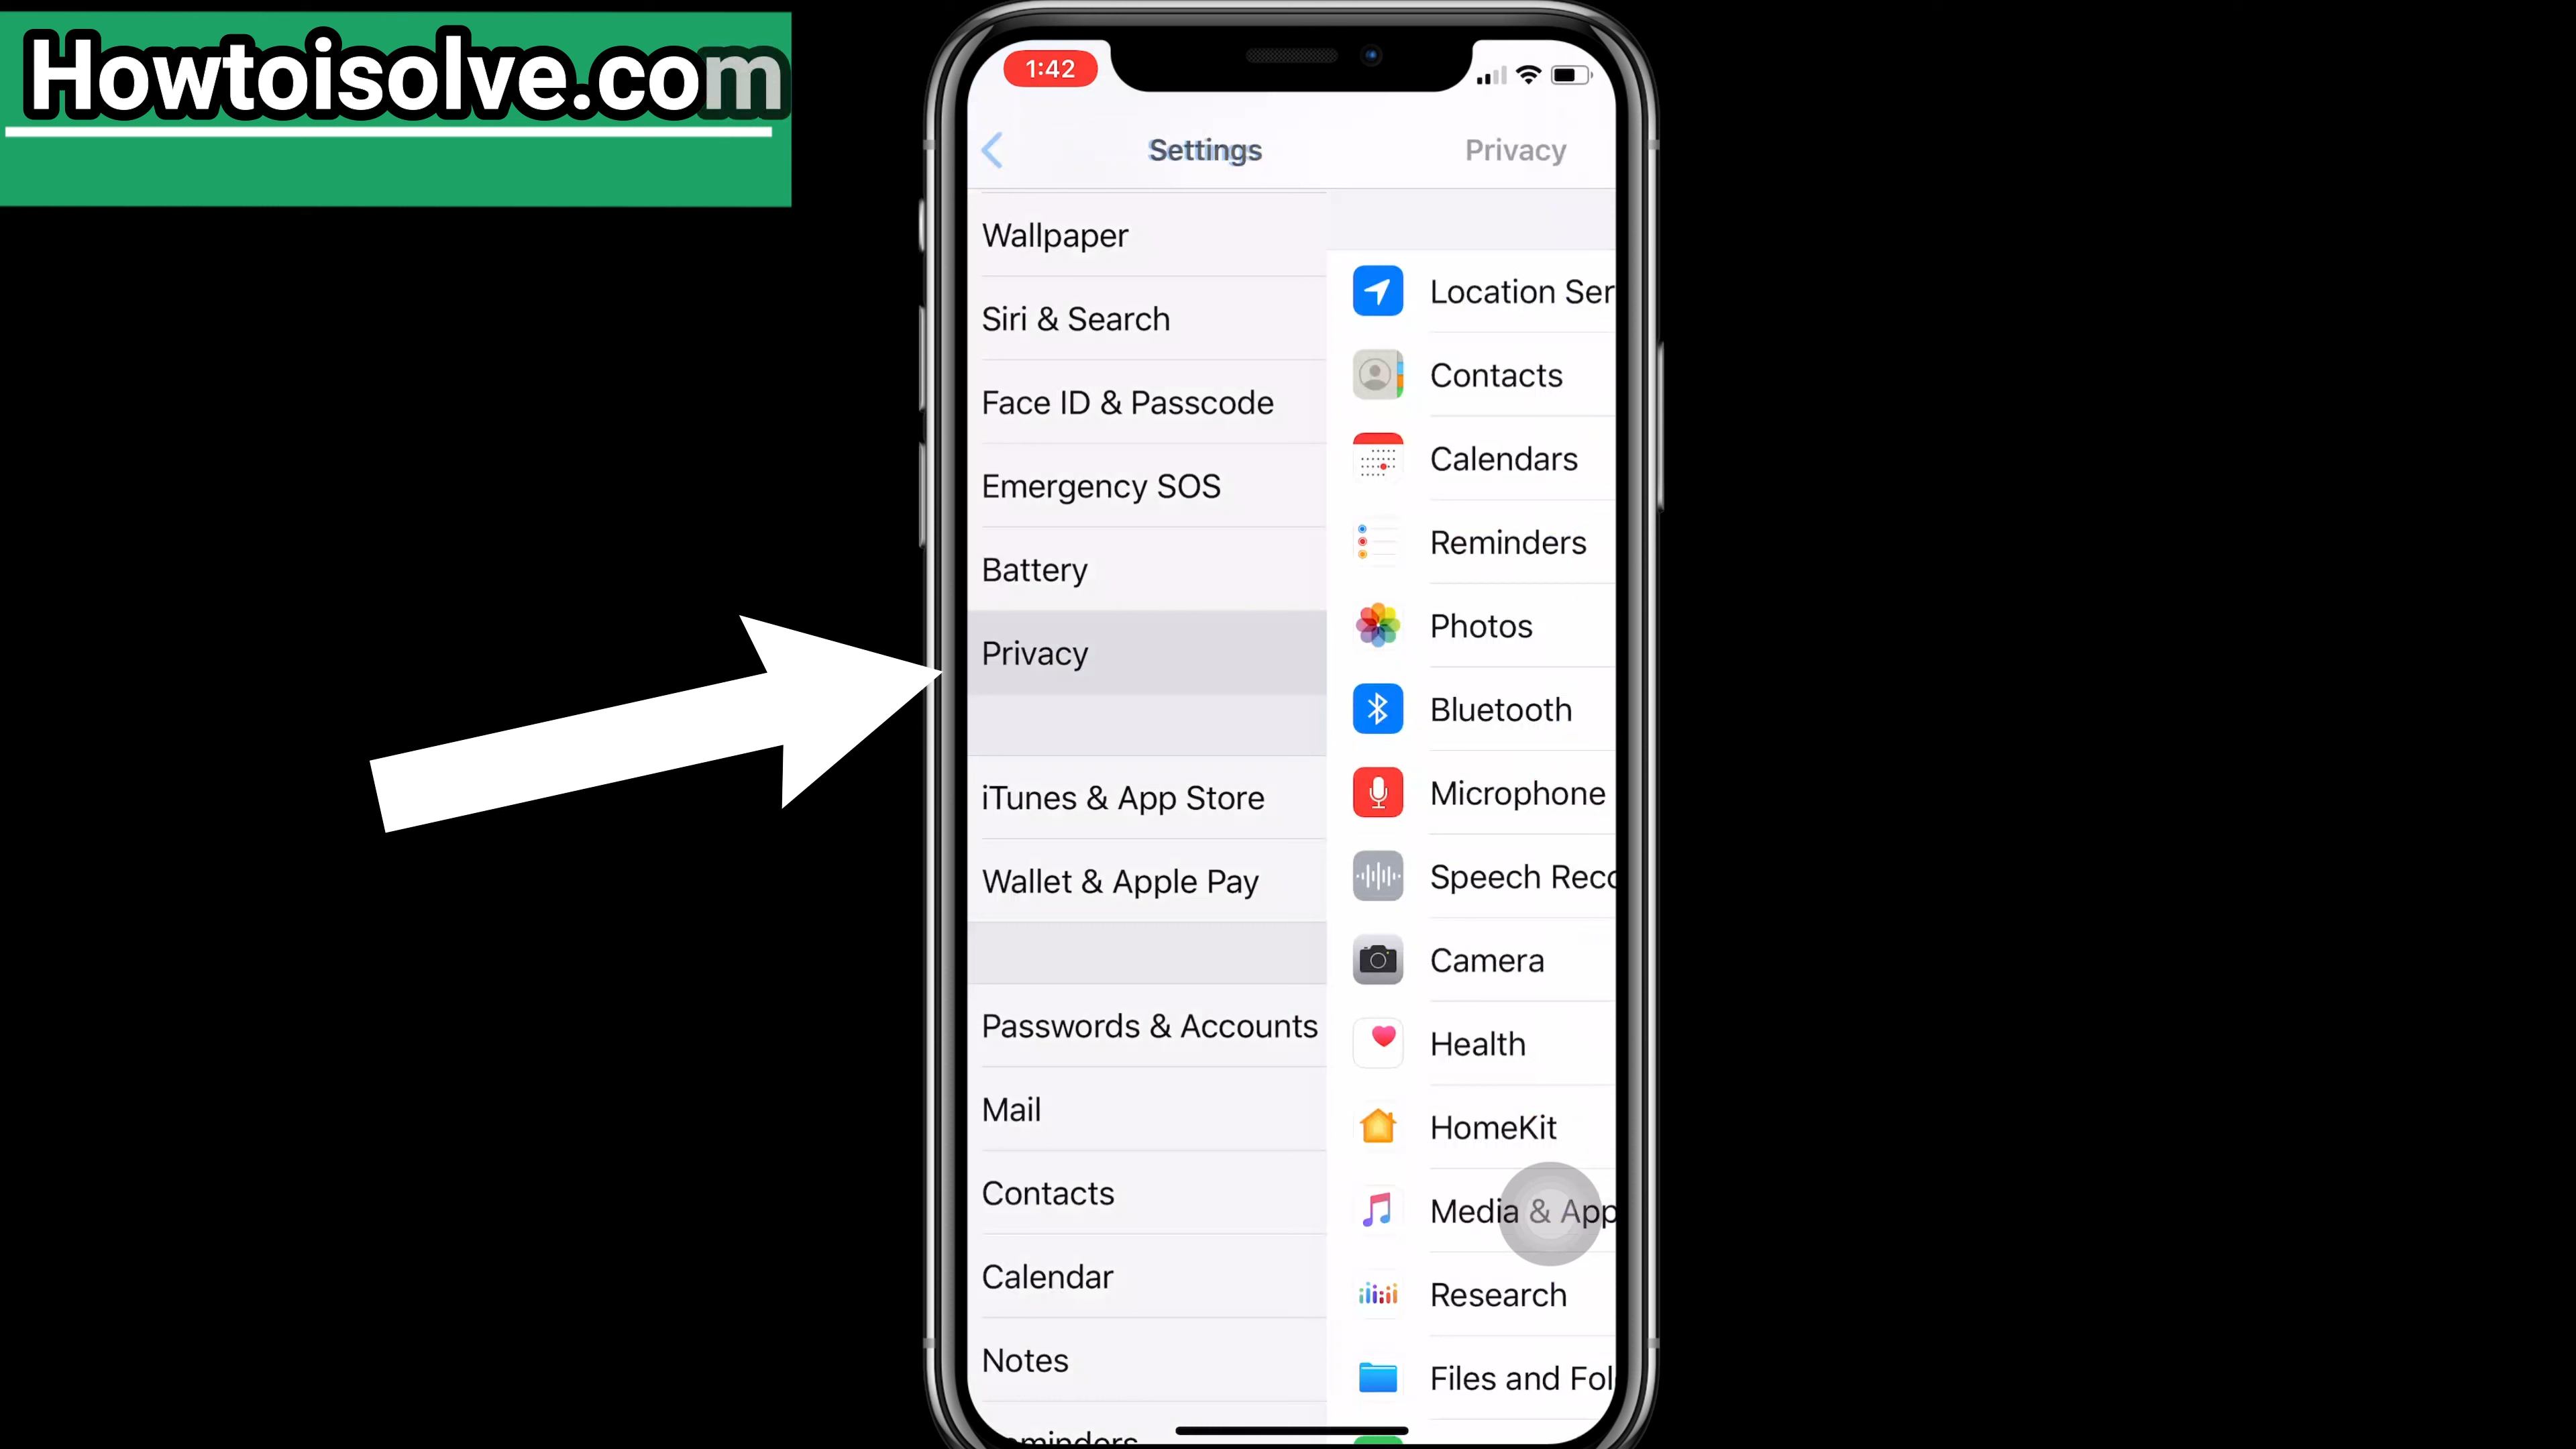 Howtoisolve.com
1:42
Settings
Privacy
Wallpaper
Siri & Search
Face ID & Passcode
Emergency SOS
Battery
Privacy
iTunes & App Store
Wallet & Apple Pay
Passwords & Accounts
Mail
Contacts
Calendar
Notes
Location Ser
Contacts
Calendars
Reminders
Photos
Bluetooth
Microphone
Speech Reco
Camera
Health
HomeKit
Media & App
Research
Files and Fol